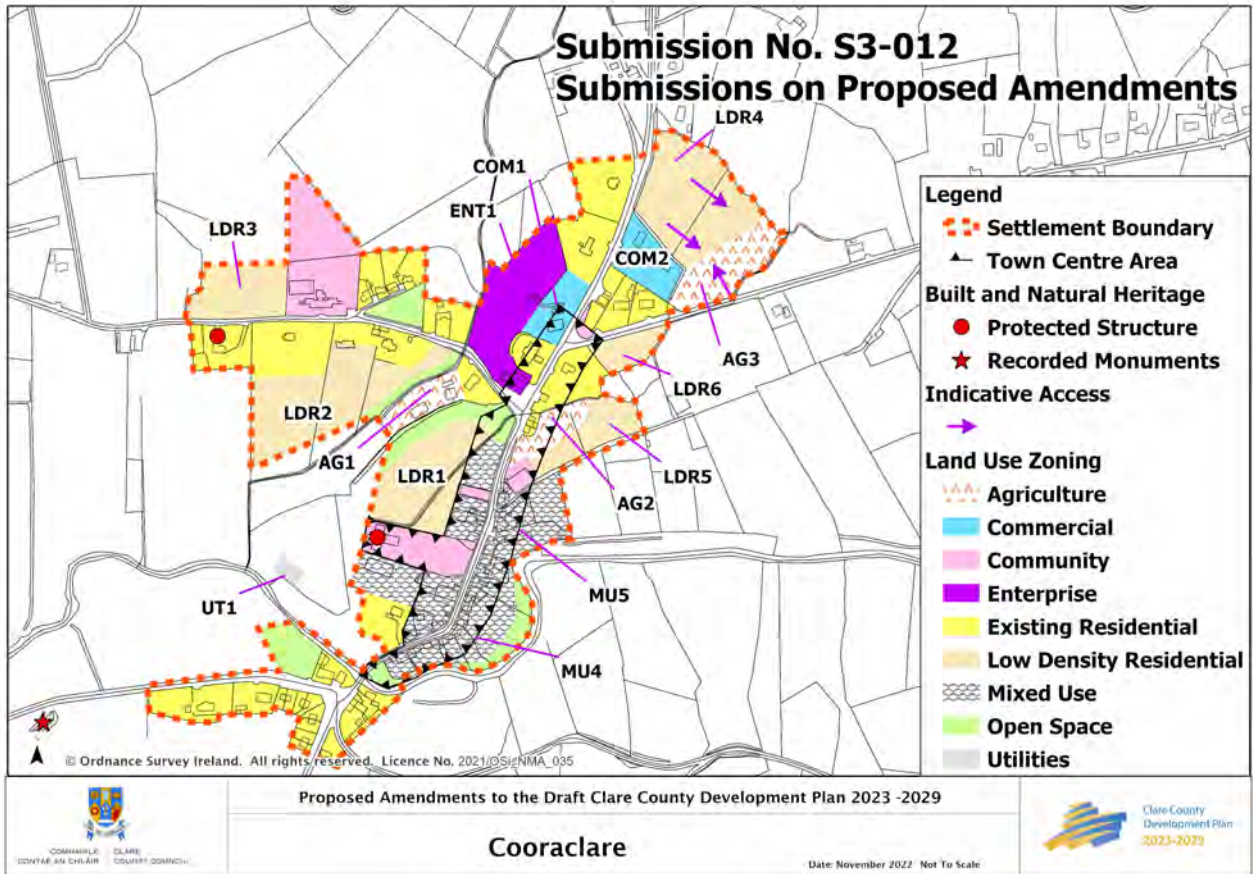 Submission No. S3-012
Submissions on Proposed Amendments
LDR4
COM1
ENT1
LDR3
COM2
AG3
LDR6
LDR2
AG1
LDR1
LDR5
AG2
UT1
MU5
MU4
Legend
Settlement Boundary
Town Centre Area
Built and Natural Heritage
Protected Structure
Recorded Monuments
Indicative Access
Land Use Zoning
Agriculture
Commercial
Community
Enterprise
Existing Residential
Low Density Residential
Mixed Use
Open Space
Utilities
© Ordnance Survey Ireland. All rights reserved. Licence No. 2021/OSi_NMA_035
Proposed Amendments to the Draft Clare County Development Plan 2023 -2029
Cooraclare
Date: November 2022 Not To Scale
COMHAIRLE CLARE
CONTAE AN CHLÁIR COUNTY COUNCIL
Clare County
Development Plan
2023-2029